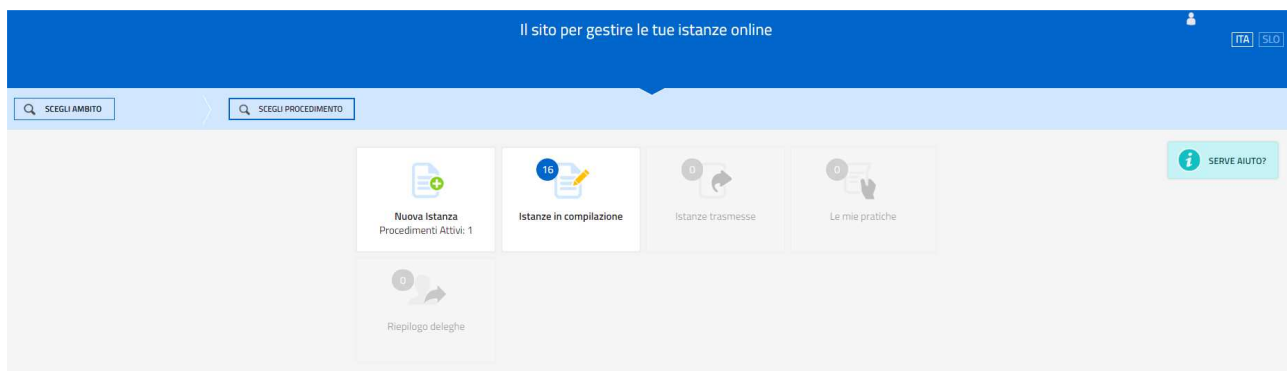 Il sito per gestire le tue istanze online
ITA SLO
SCEGLI AMBITO
SCEGLI PROCEDIMENTO
SERVE AIUTO?
16
0
0
Nuova Istanza
Procedimenti Attivi: 1
Istanze in compilazione
Istanze trasmesse
Le mie pratiche
0
Riepilogo deleghe